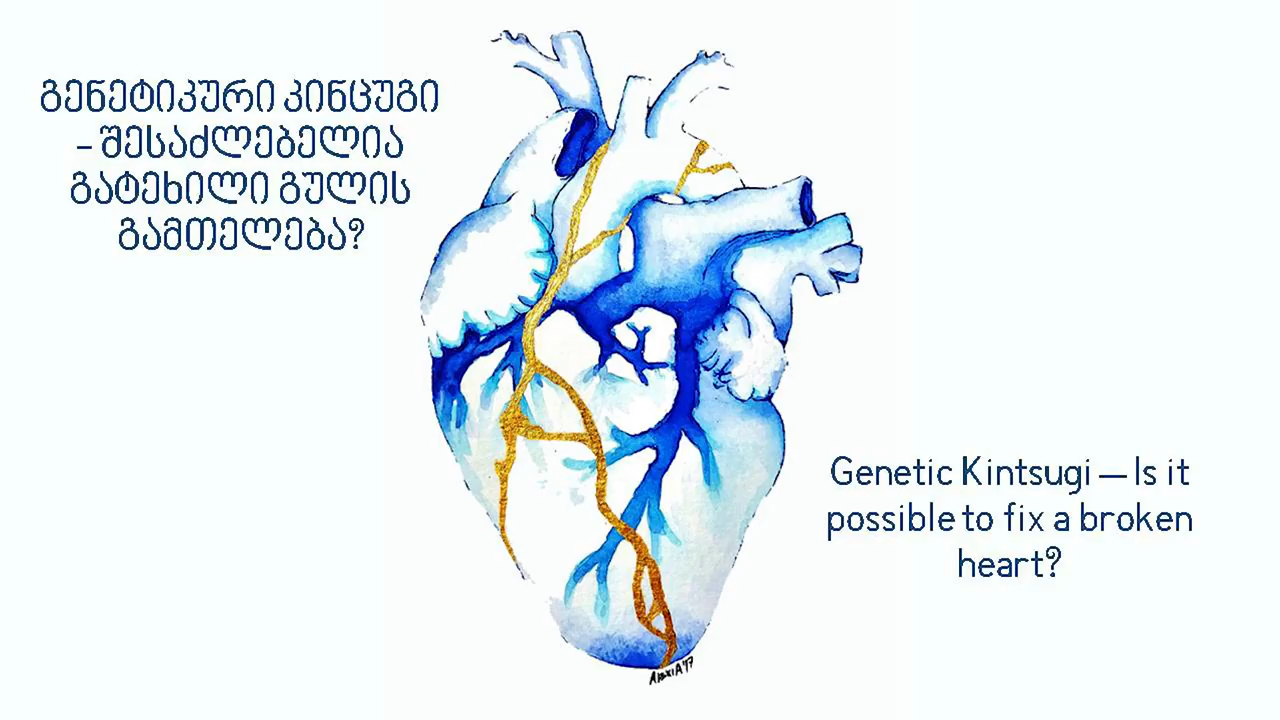 გენეტიკური კინცუგი
– შესაძლებელია
გატეხილი გულის
გამთელება?
Genetic Kintsugi — Is it
possible to fix a broken
heart?